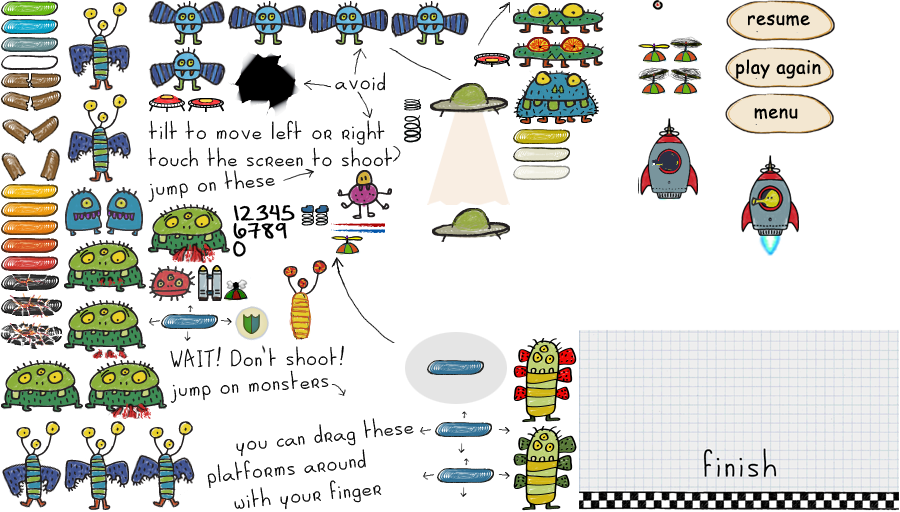 resume
play again
menu
avoid
tilt to move left or right
touch the screen to shoot
jump on these
12345
6789
0
WAIT! Don't shoot!
jump on monsters
you can drag these
platforms around
with your finger
finish